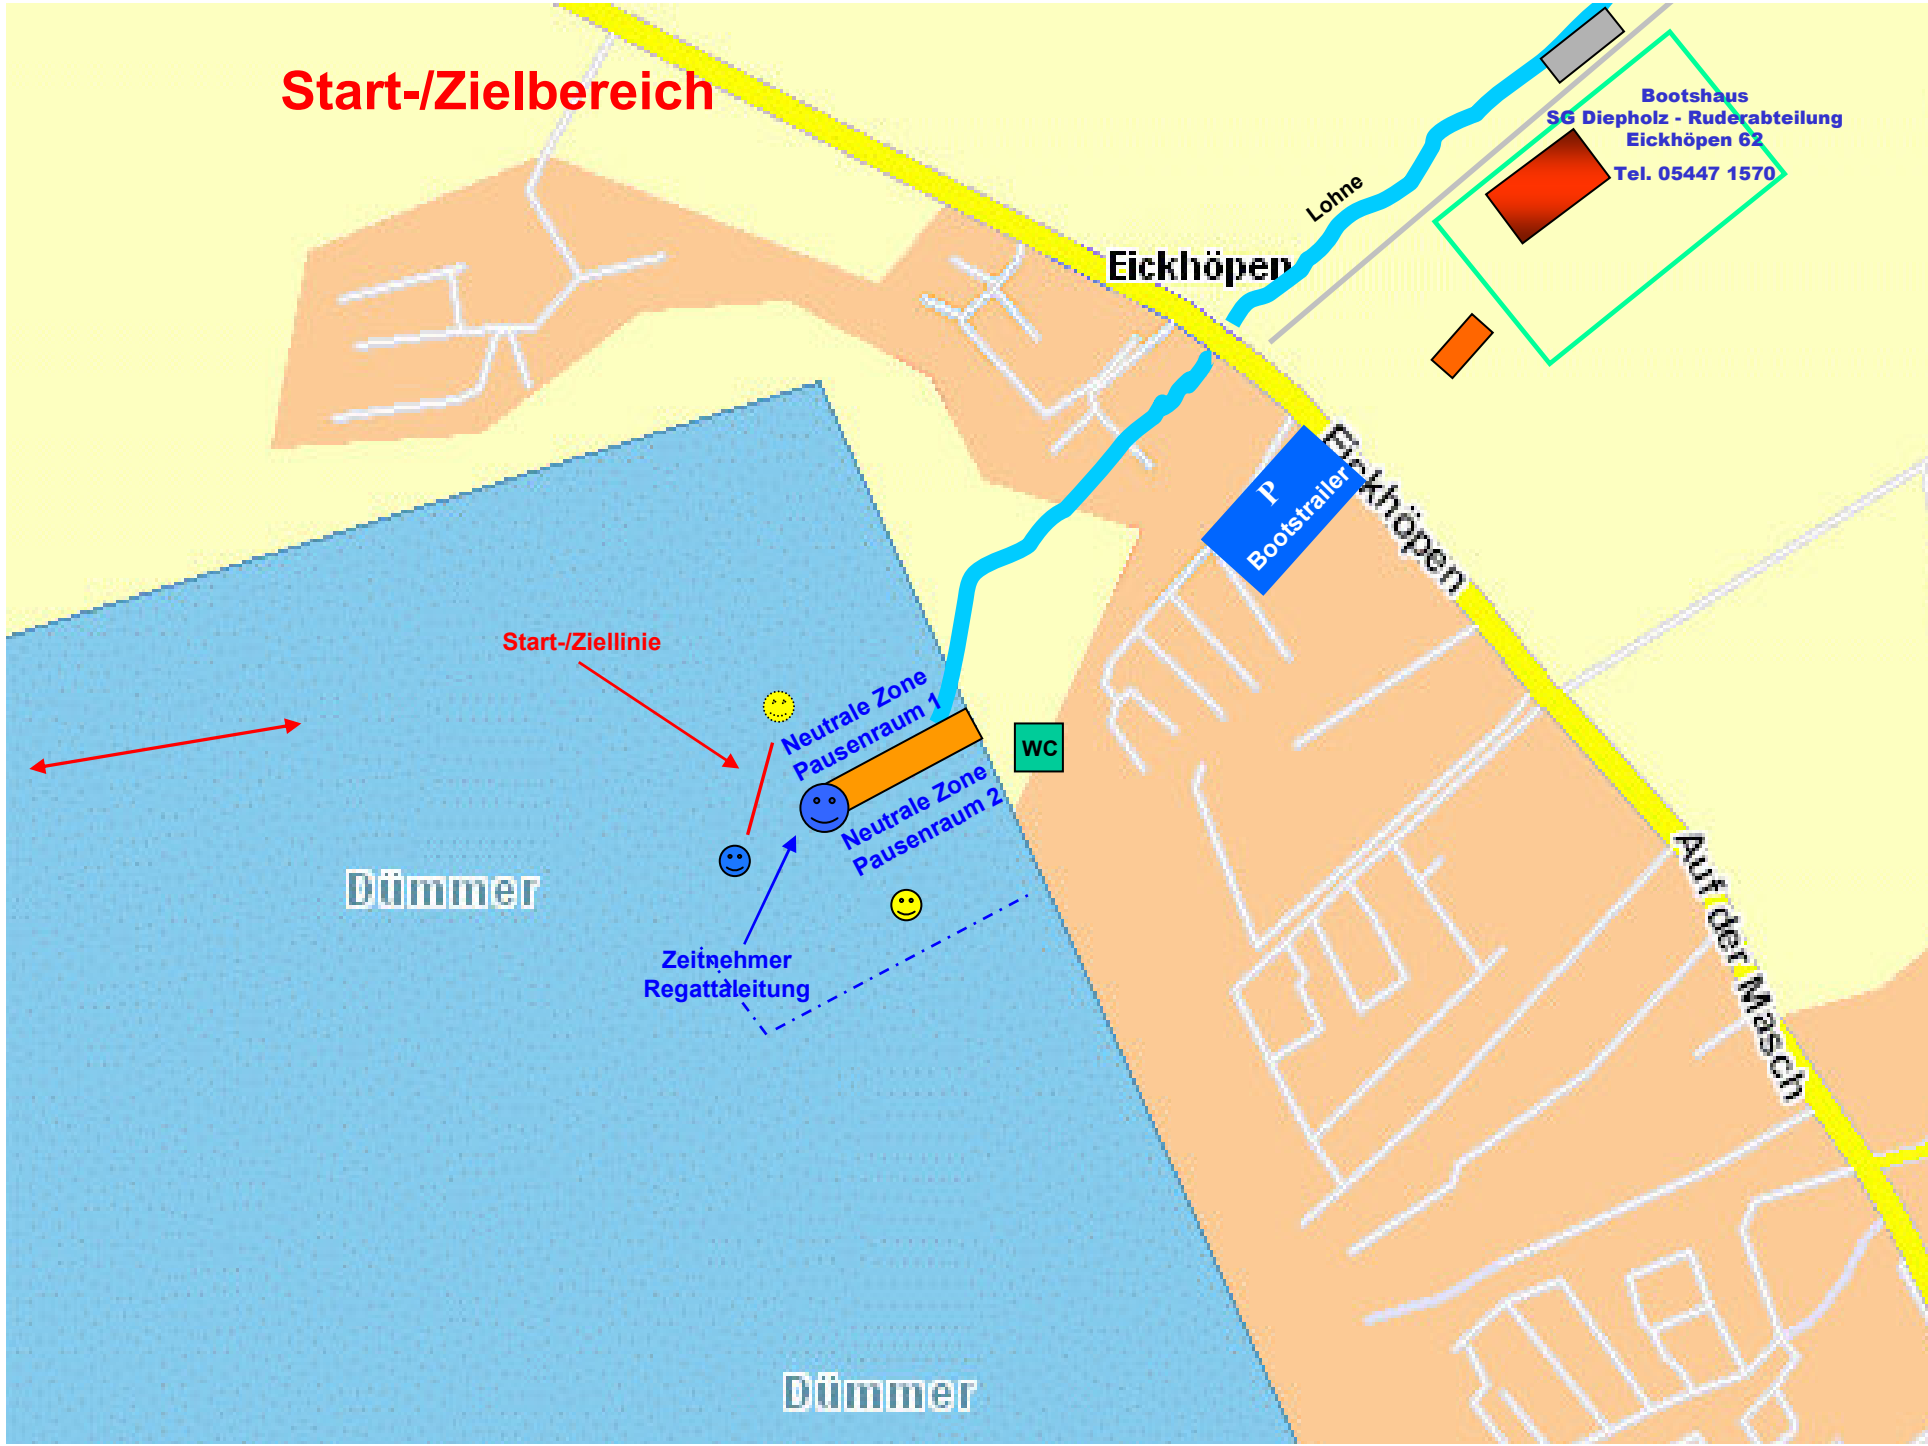 Start-/Zielbereich
Bootshaus
SG Diepholz - Ruderabteilung
Eickhöpen 62
Tel. 05447 1570
Lohne
Eickhöpen
Eickhöpen
P
Bootstrailer
Start-/Ziellinie
Neutrale Zone
Pausenraum 1
WC
Neutrale Zone
Pausenraum 2
Dümmer
Zeitnehmer
Regattaleitung
Auf der Masch
Dümmer